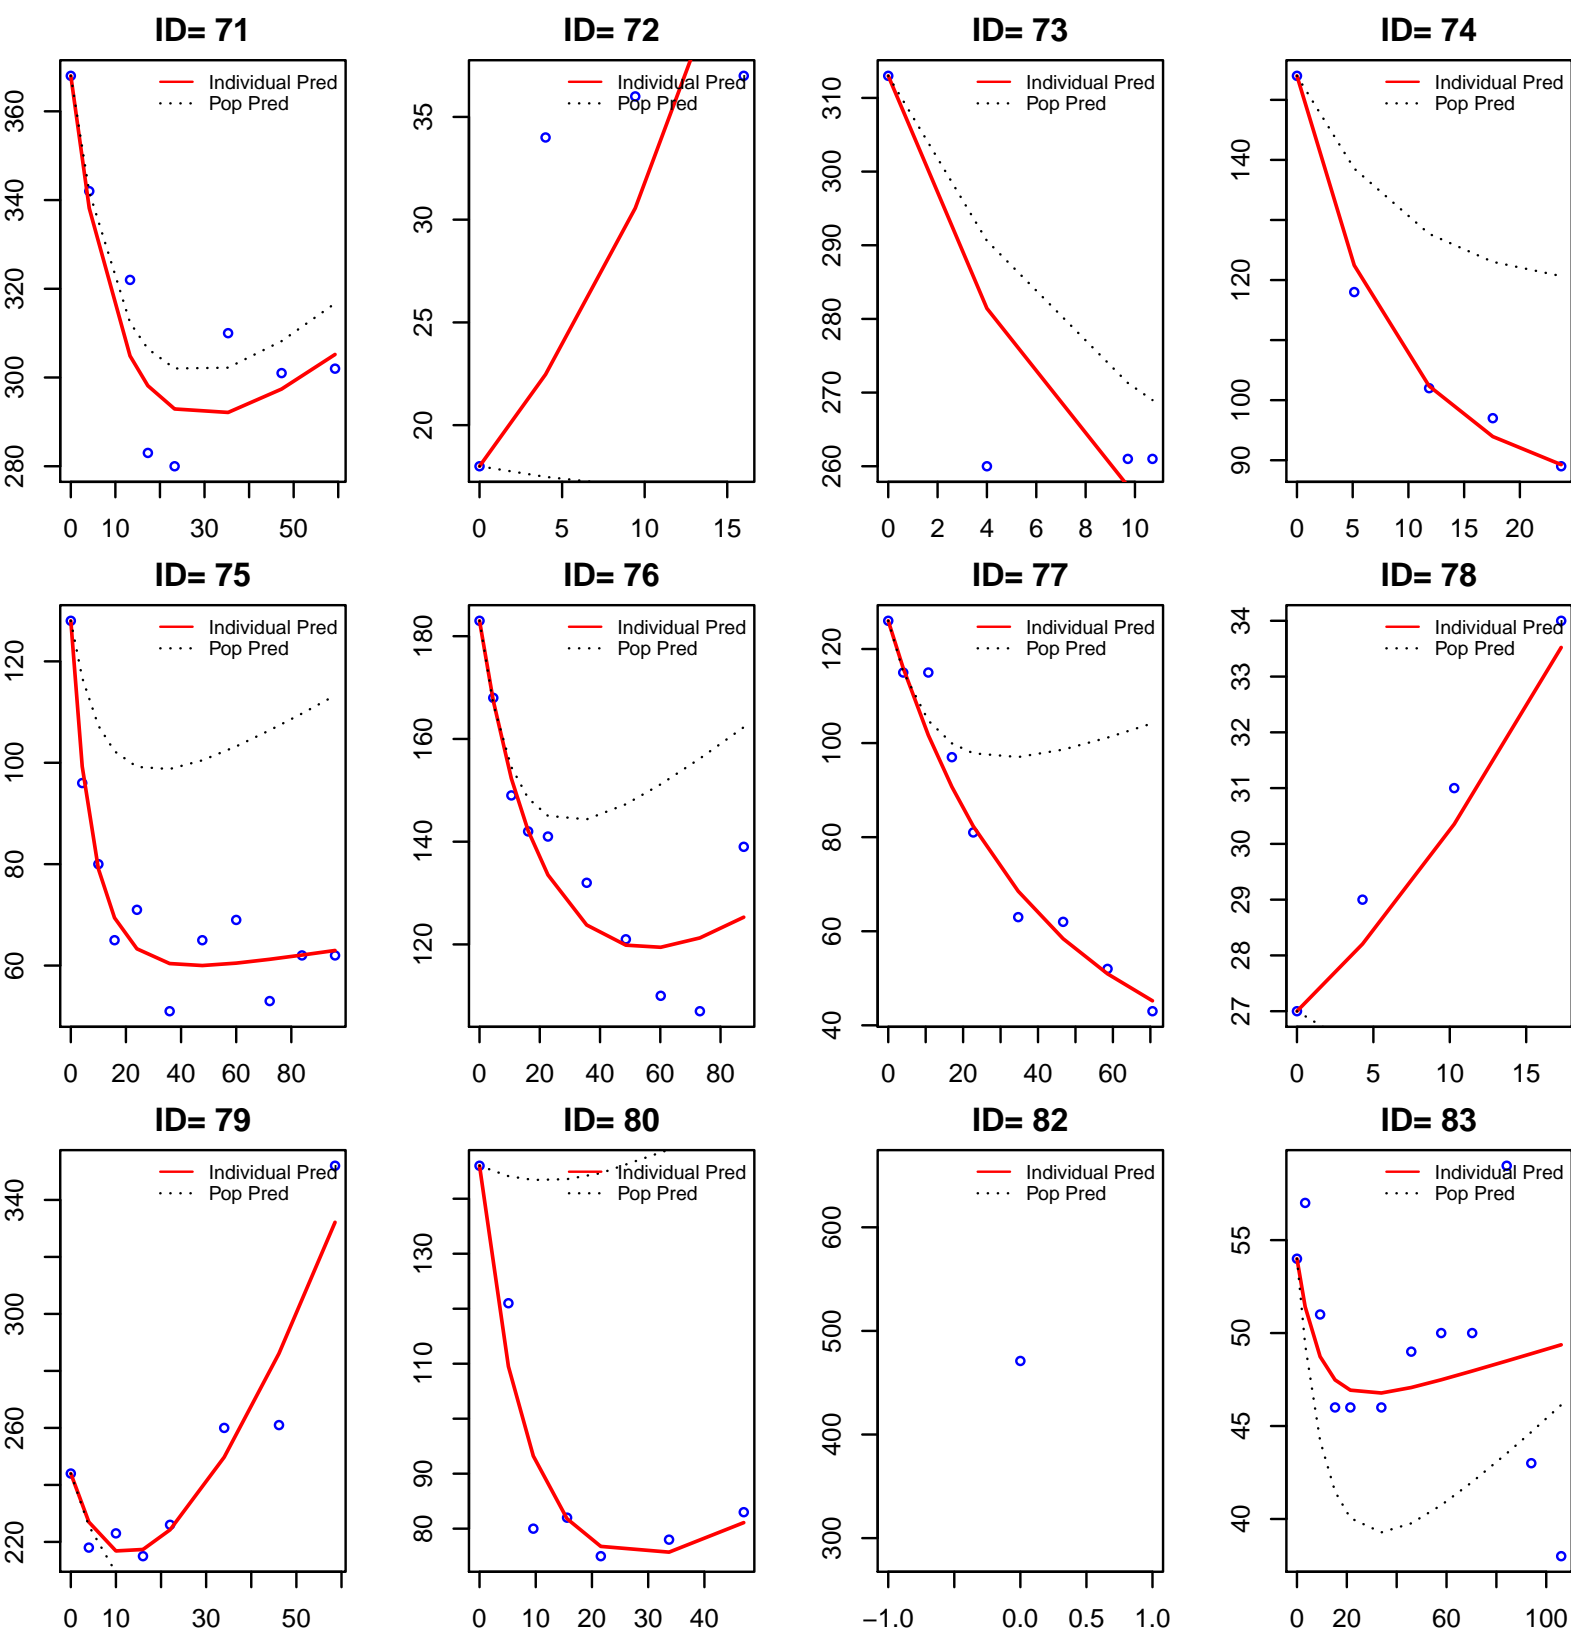 ID= 71
Individual Pred
Pop Pred
280 300 320 340 360
0 10 30 50
ID= 72
Individual Pred
Pop Pred
20 25 30 35
0 5 10 15
ID= 73
Individual Pred
Pop Pred
260 270 280 290 300 310
0 2 4 6 8 10
ID= 74
Individual Pred
Pop Pred
90 100 120 140
0 5 10 15 20
ID= 75
Individual Pred
Pop Pred
60 80 100 120
0 20 40 60 80
ID= 76
Individual Pred
Pop Pred
120 140 160 180
0 20 40 60 80
ID= 77
Individual Pred
Pop Pred
40 60 80 100 120
0 20 40 60
ID= 78
Individual Pred
Pop Pred
27 28 29 30 31 32 33 34
0 5 10 15
ID= 79
Individual Pred
Pop Pred
220 260 300 340
0 10 30 50
ID= 80
Individual Pred
Pop Pred
80 90 110 130
0 10 20 30 40
ID= 82
Individual Pred
Pop Pred
300 400 500 600
−1.0 0.0 0.5 1.0
ID= 83
Individual Pred
Pop Pred
40 45 50 55
0 20 60 100